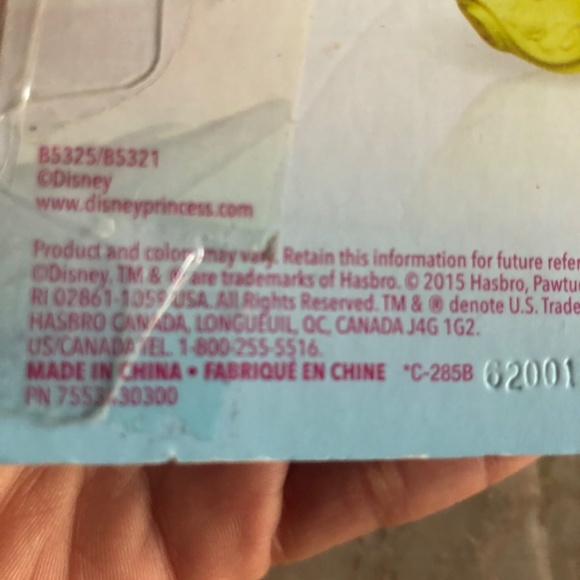 B5325/B5321
©Disney
www.disneyprincess.com
Product and colors may vary. Retain this information for future refer
©Disney. TM & ® are trademarks of Hasbro. © 2015 Hasbro, Pawtu
RI 02861-1059 USA. All Rights Reserved. TM & ® denote U.S. Trade
HASBRO CANADA, LONGUEUIL, QC, CANADA J4G 1G2.
US/CANADA TEL. 1-800-255-5516.
MADE IN CHINA • FABRIQUÉ EN CHINE *C-285B 62001
PN